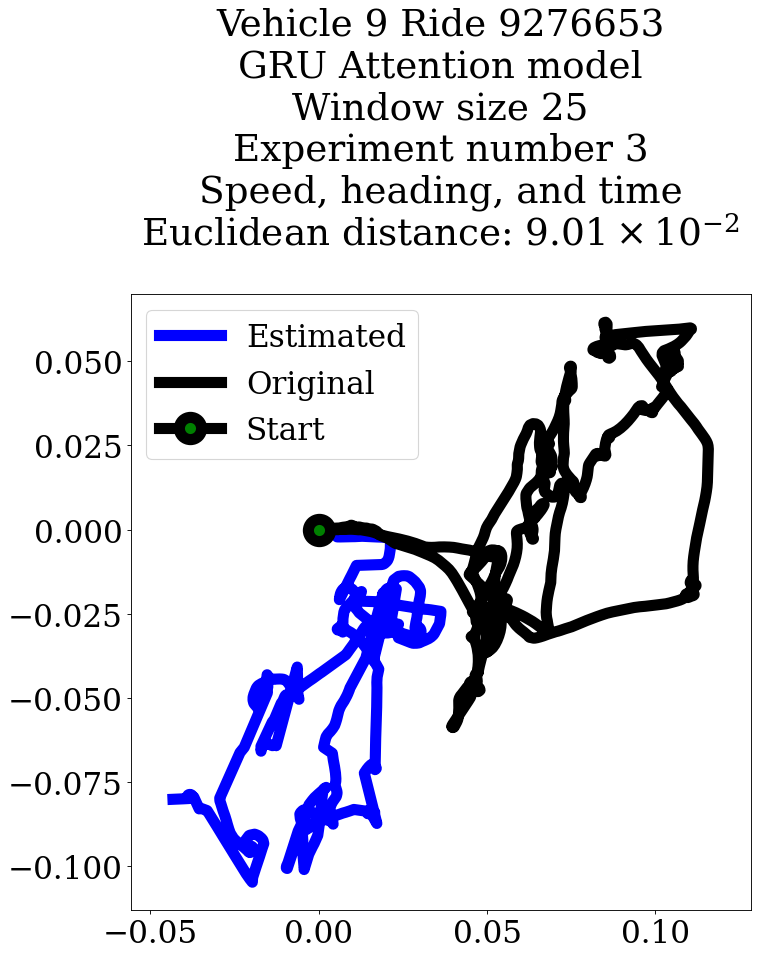 Vehicle 9 Ride 9276653
GRU Attention model
Window size 25
Experiment number 3
Speed, heading, and time
Euclidean distance: 9.01 × 10⁻²
Estimated
Original
Start
0.050
0.025
0.000
−0.025
−0.050
−0.075
−0.100
−0.05 0.00 0.05 0.10